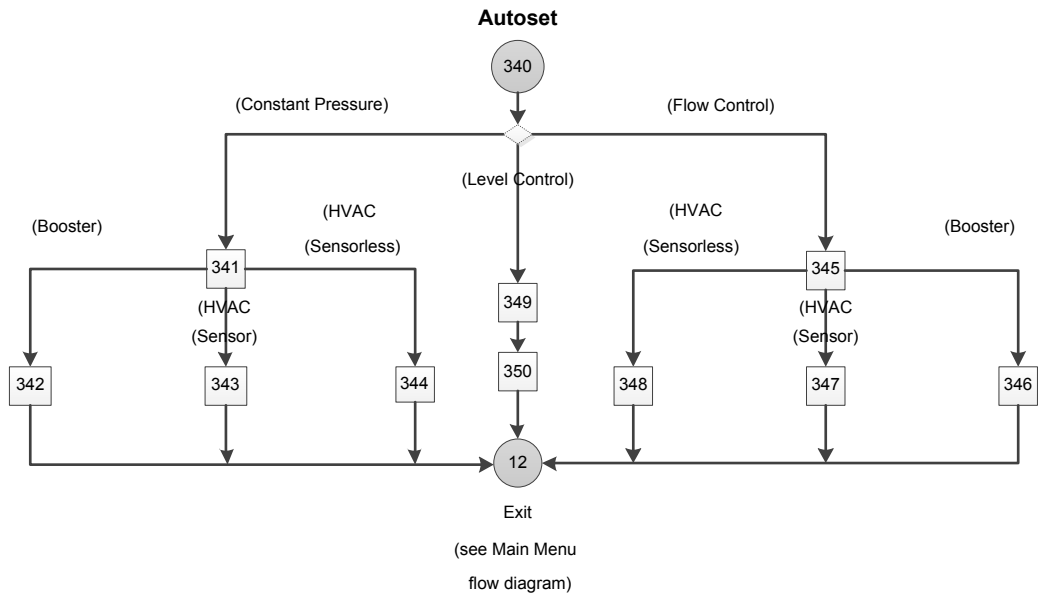 Autoset
340
(Constant Pressure)
(Flow Control)
(Level Control)
(HVAC
(Sensorless)
(HVAC
(Sensorless)
(Booster)
(Booster)
341
345
(HVAC
(Sensor)
349
(HVAC
(Sensor)
350
342
343
344
348
347
346
12
Exit
(see Main Menu
flow diagram)